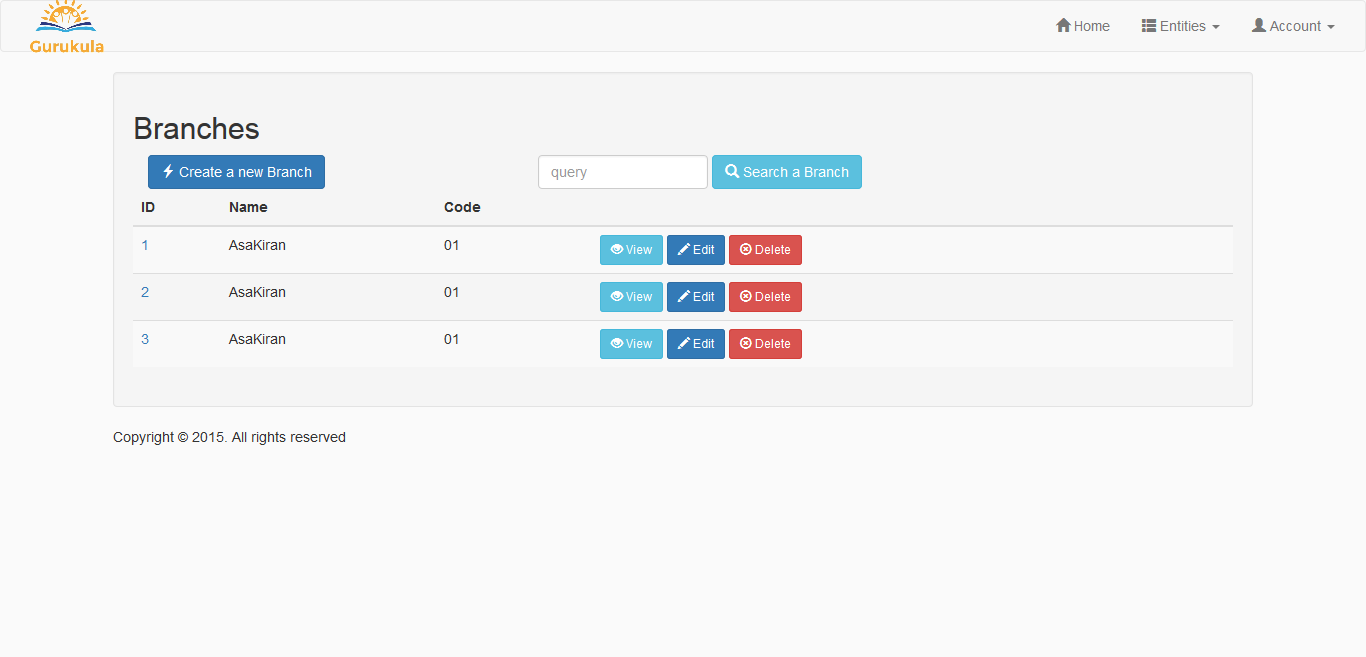 Gurukula
Home Entities Account
Branches
Create a new Branch query Search a Branch
ID Name Code
1 AsaKiran 01 View Edit Delete
2 AsaKiran 01 View Edit Delete
3 AsaKiran 01 View Edit Delete
Copyright © 2015. All rights reserved